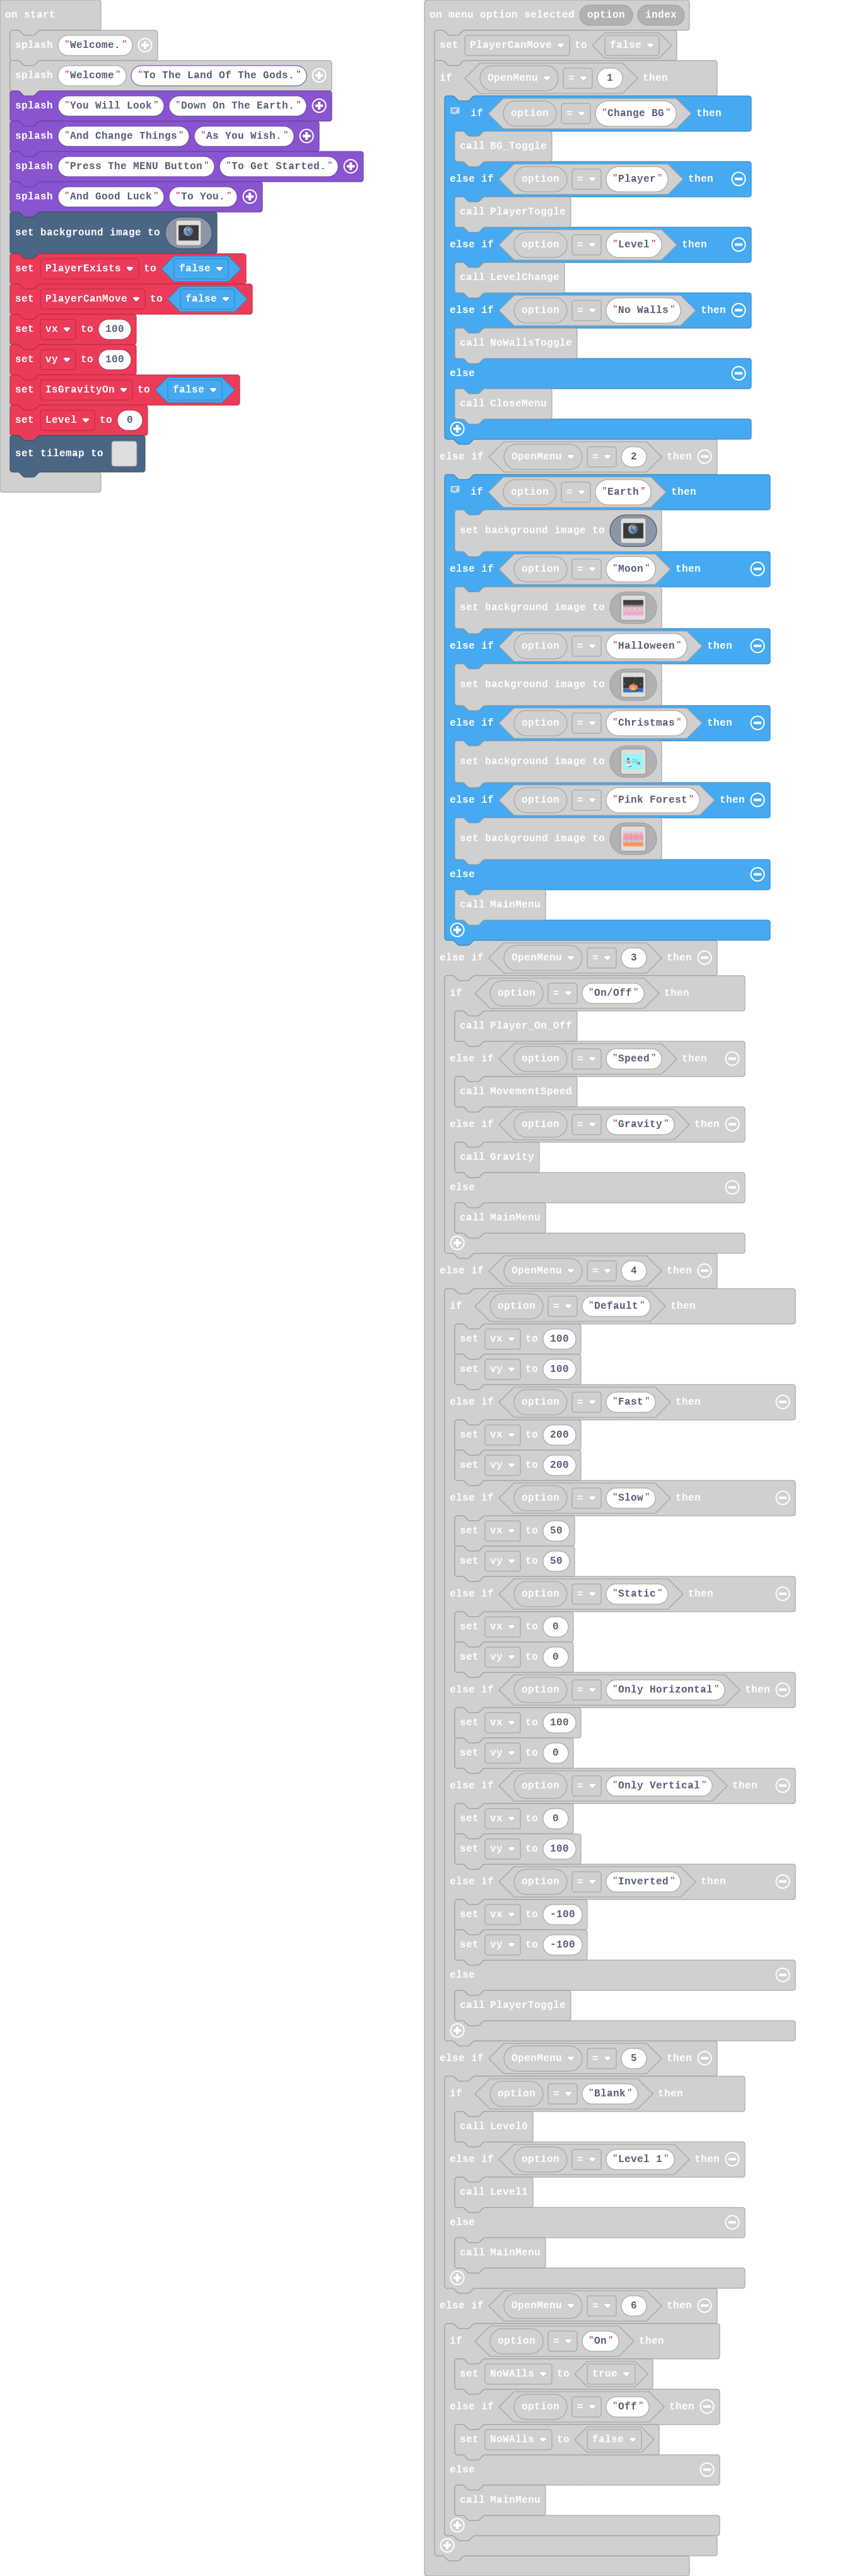 on start
splash "Welcome."
splash "Welcome" "To The Land Of The Gods."
splash "You Will Look" "Down On The Earth."
splash "And Change Things" "As You Wish."
splash "Press The MENU Button" "To Get Started."
splash "And Good Luck" "To You."
set background image to
set PlayerExists to false
set PlayerCanMove to false
set vx to 100
set vy to 100
set IsGravityOn to false
set Level to 0
set tilemap to
on menu option selected option index
set PlayerCanMove to false
if OpenMenu = 1 then
if option = "Change BG" then
call BG_Toggle
else if option = "Player" then
call PlayerToggle
else if option = "Level" then
call LevelChange
else if option = "No Walls" then
call NoWallsToggle
else
call CloseMenu
else if OpenMenu = 2 then
if option = "Earth" then
set background image to
else if option = "Moon" then
set background image to
else if option = "Halloween" then
set background image to
else if option = "Christmas" then
set background image to
else if option = "Pink Forest" then
set background image to
else
call MainMenu
else if OpenMenu = 3 then
if option = "On/Off" then
call Player_On_Off
else if option = "Speed" then
call MovementSpeed
else if option = "Gravity" then
call Gravity
else
call MainMenu
else if OpenMenu = 4 then
if option = "Default" then
set vx to 100
set vy to 100
else if option = "Fast" then
set vx to 200
set vy to 200
else if option = "Slow" then
set vx to 50
set vy to 50
else if option = "Static" then
set vx to 0
set vy to 0
else if option = "Only Horizontal" then
set vx to 100
set vy to 0
else if option = "Only Vertical" then
set vx to 0
set vy to 100
else if option = "Inverted" then
set vx to -100
set vy to -100
else
call PlayerToggle
else if OpenMenu = 5 then
if option = "Blank" then
call Level0
else if option = "Level 1" then
call Level1
else
call MainMenu
else if OpenMenu = 6 then
if option = "On" then
set NoWAlls to true
else if option = "Off" then
set NoWAlls to false
else
call MainMenu